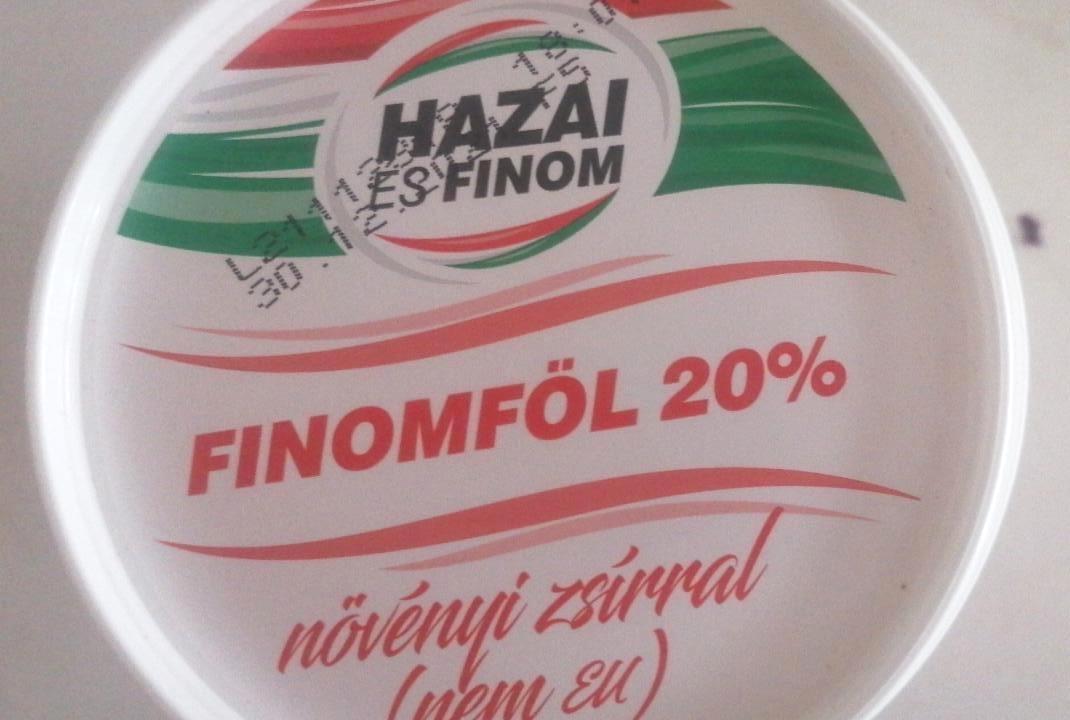 HAZAI
ÉS FINOM
FINOMFÖL 20%
növényi zsírral
(nem EU)